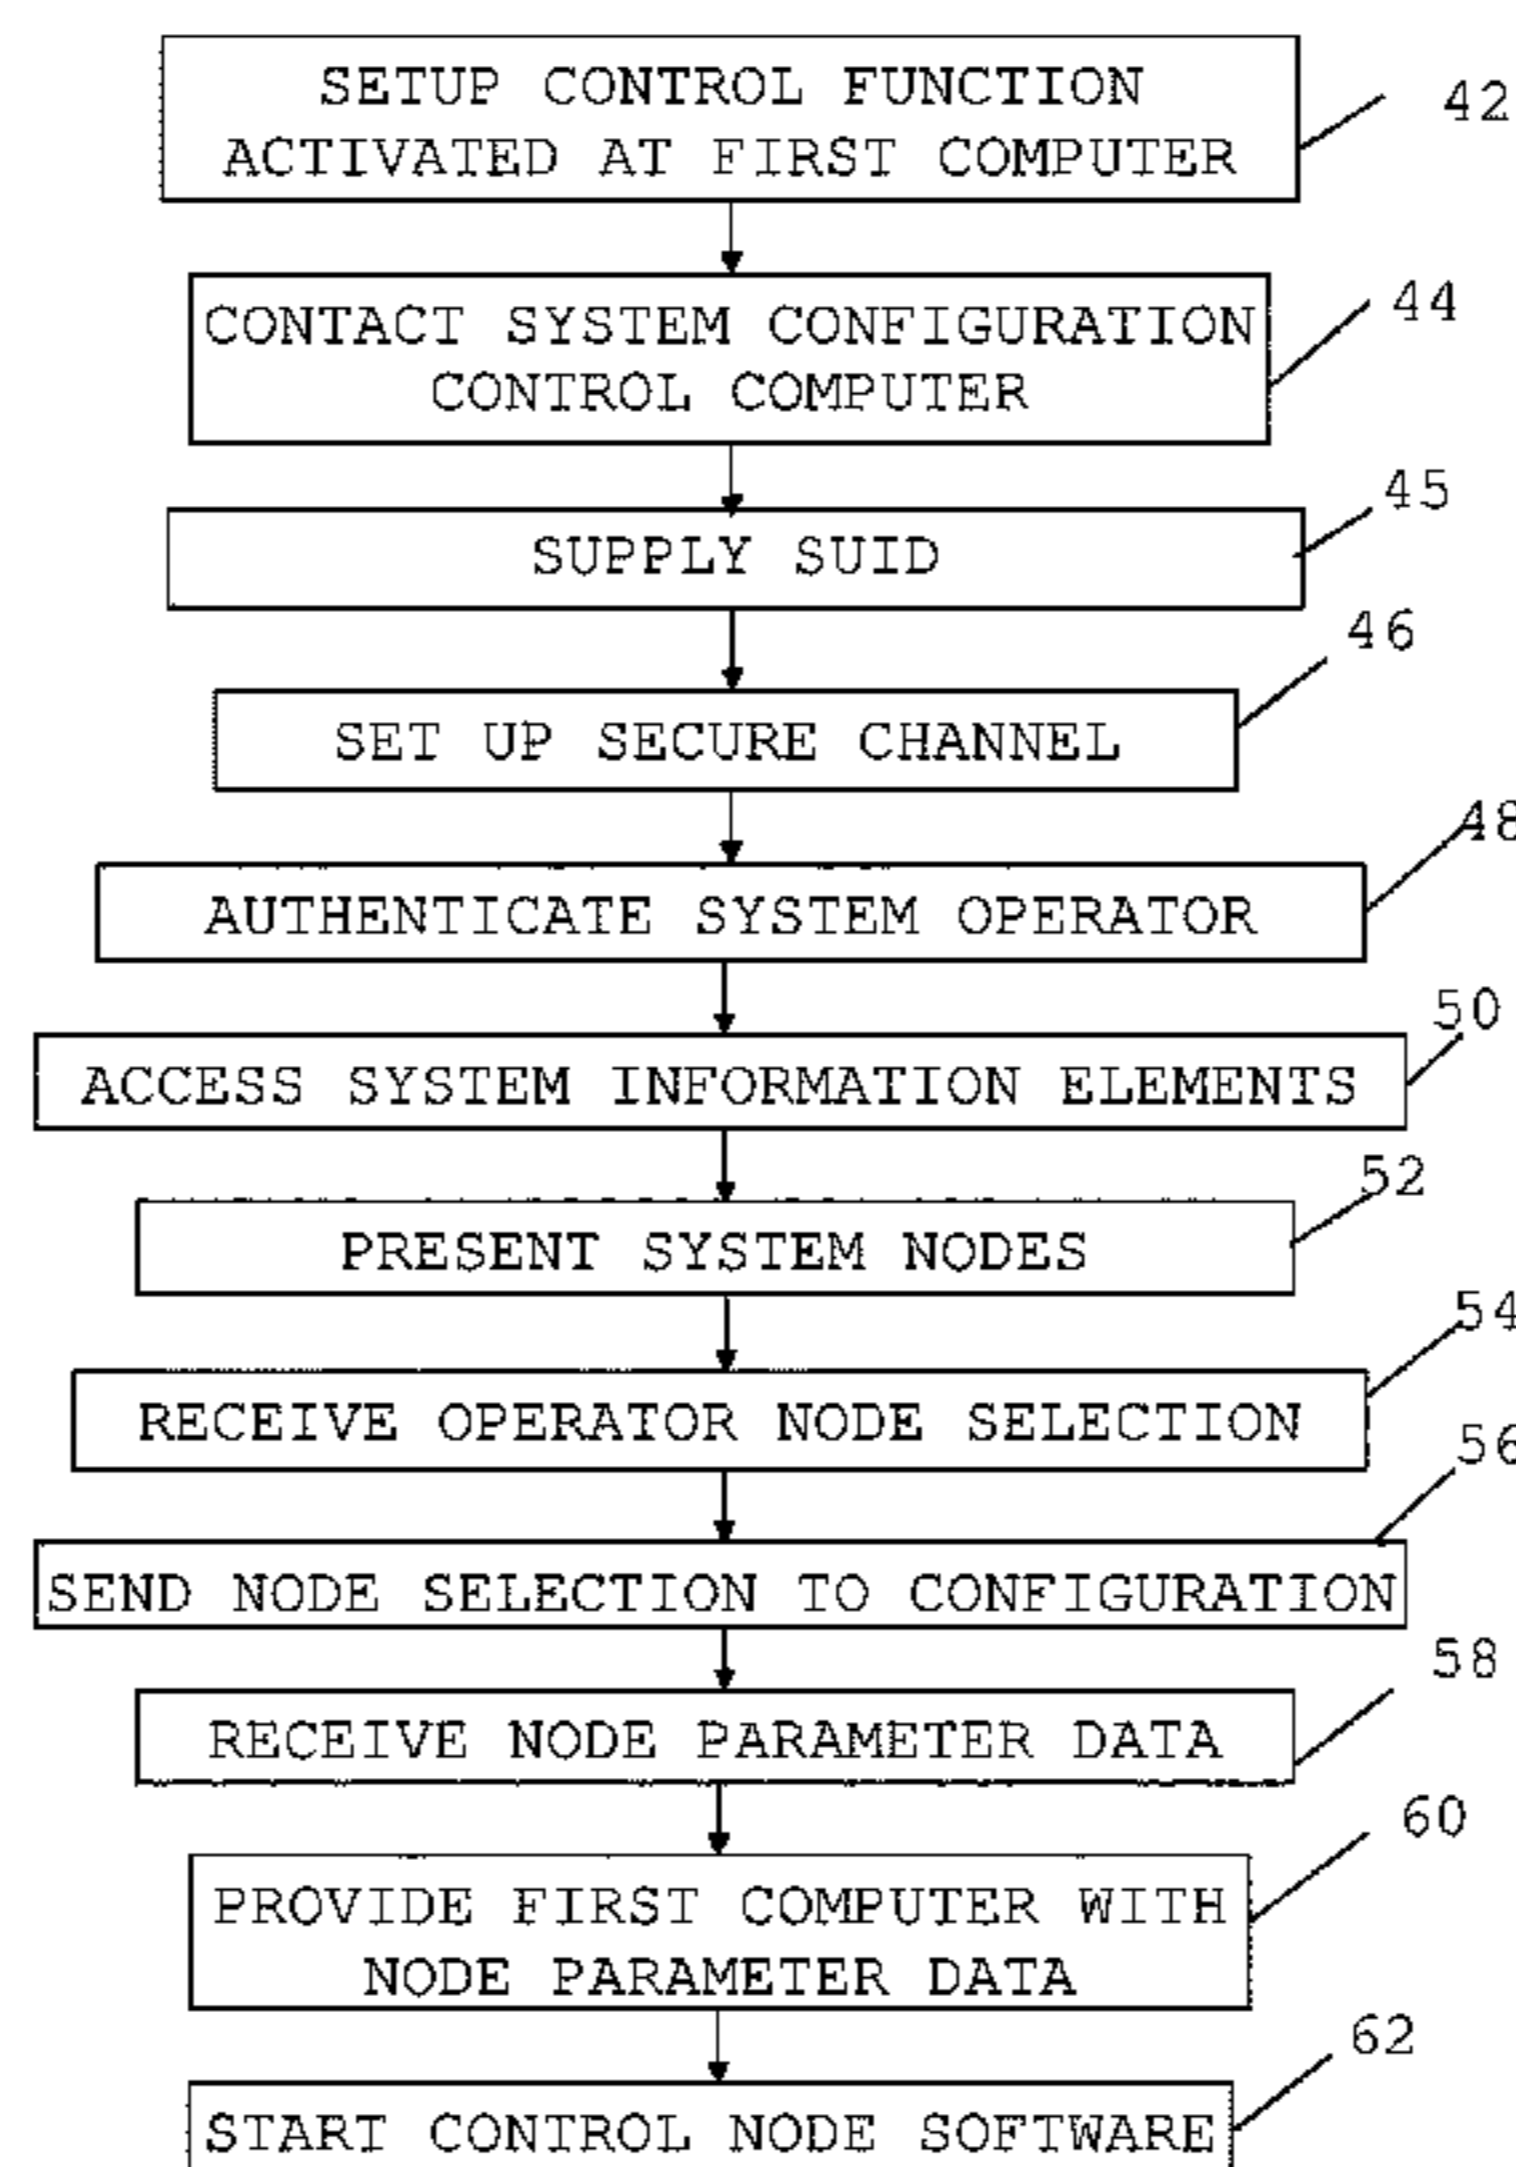 SETUP CONTROL FUNCTION
ACTIVATED AT FIRST COMPUTER
42
CONTACT SYSTEM CONFIGURATION
CONTROL COMPUTER
44
SUPPLY SUID
45
SET UP SECURE CHANNEL
46
AUTHENTICATE SYSTEM OPERATOR
48
ACCESS SYSTEM INFORMATION ELEMENTS
50
PRESENT SYSTEM NODES
52
RECEIVE OPERATOR NODE SELECTION
54
SEND NODE SELECTION TO CONFIGURATION
56
RECEIVE NODE PARAMETER DATA
58
PROVIDE FIRST COMPUTER WITH
NODE PARAMETER DATA
60
START CONTROL NODE SOFTWARE
62